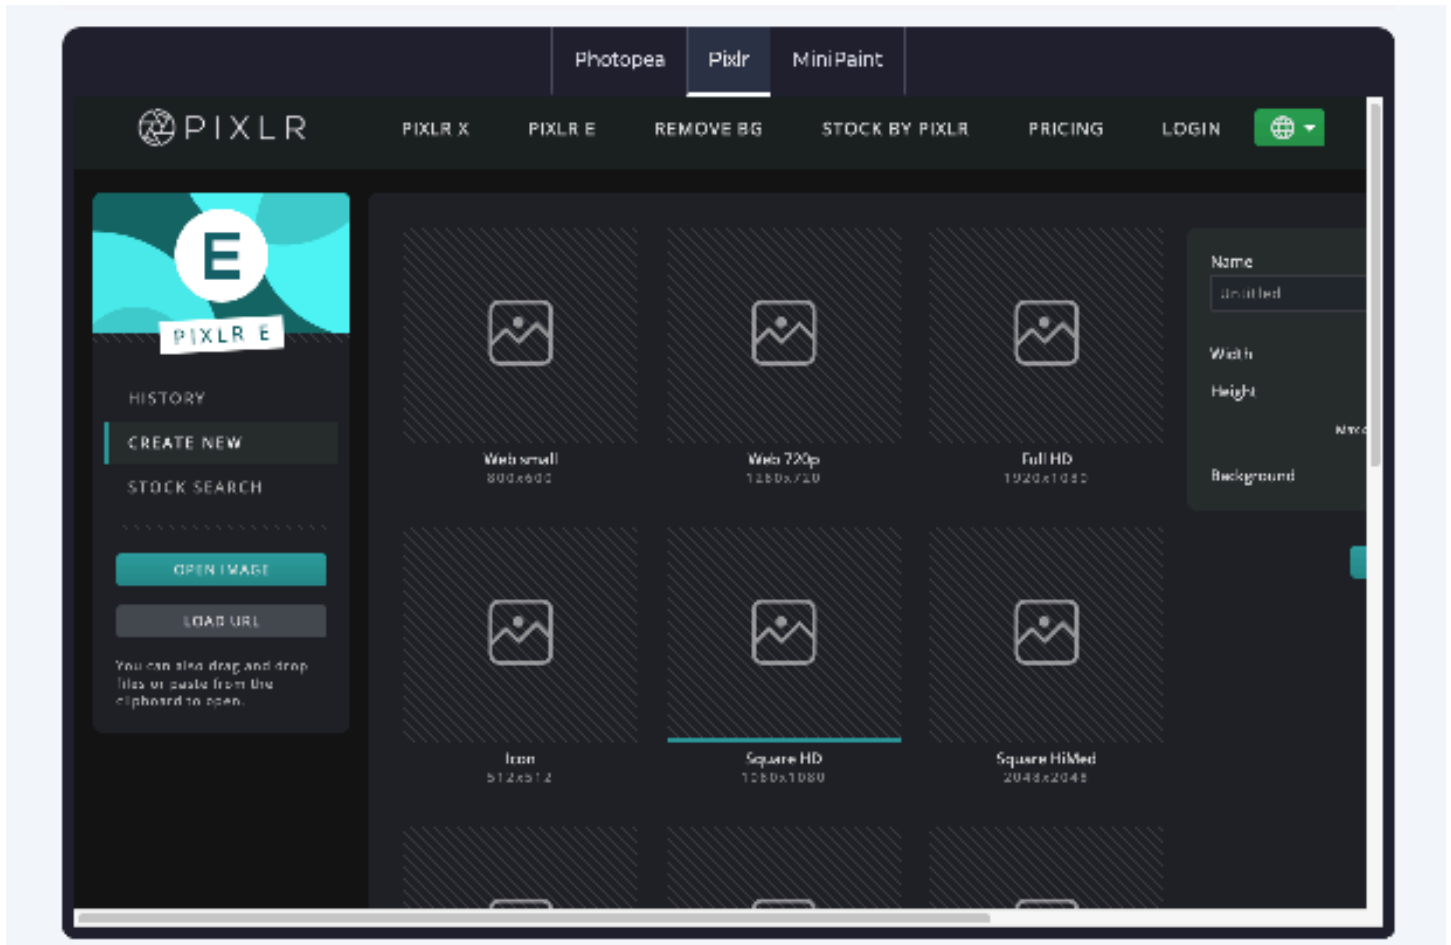 Photopea
Pixlr
MiniPaint
PIXLR
PIXLR X
PIXLR E
REMOVE BG
STOCK BY PIXLR
PRICING
LOGIN
E
PIXLR E
HISTORY
CREATE NEW
STOCK SEARCH
OPEN IMAGE
LOAD URL
You can also drag and drop
files or paste from the
clipboard to open.
Web small
800x600
Web 720p
1280x720
Full HD
1920x1080
Icon
512x512
Square HD
1080x1080
Square HiMed
2048x2048
Name
Untitled
Width
Height
Background